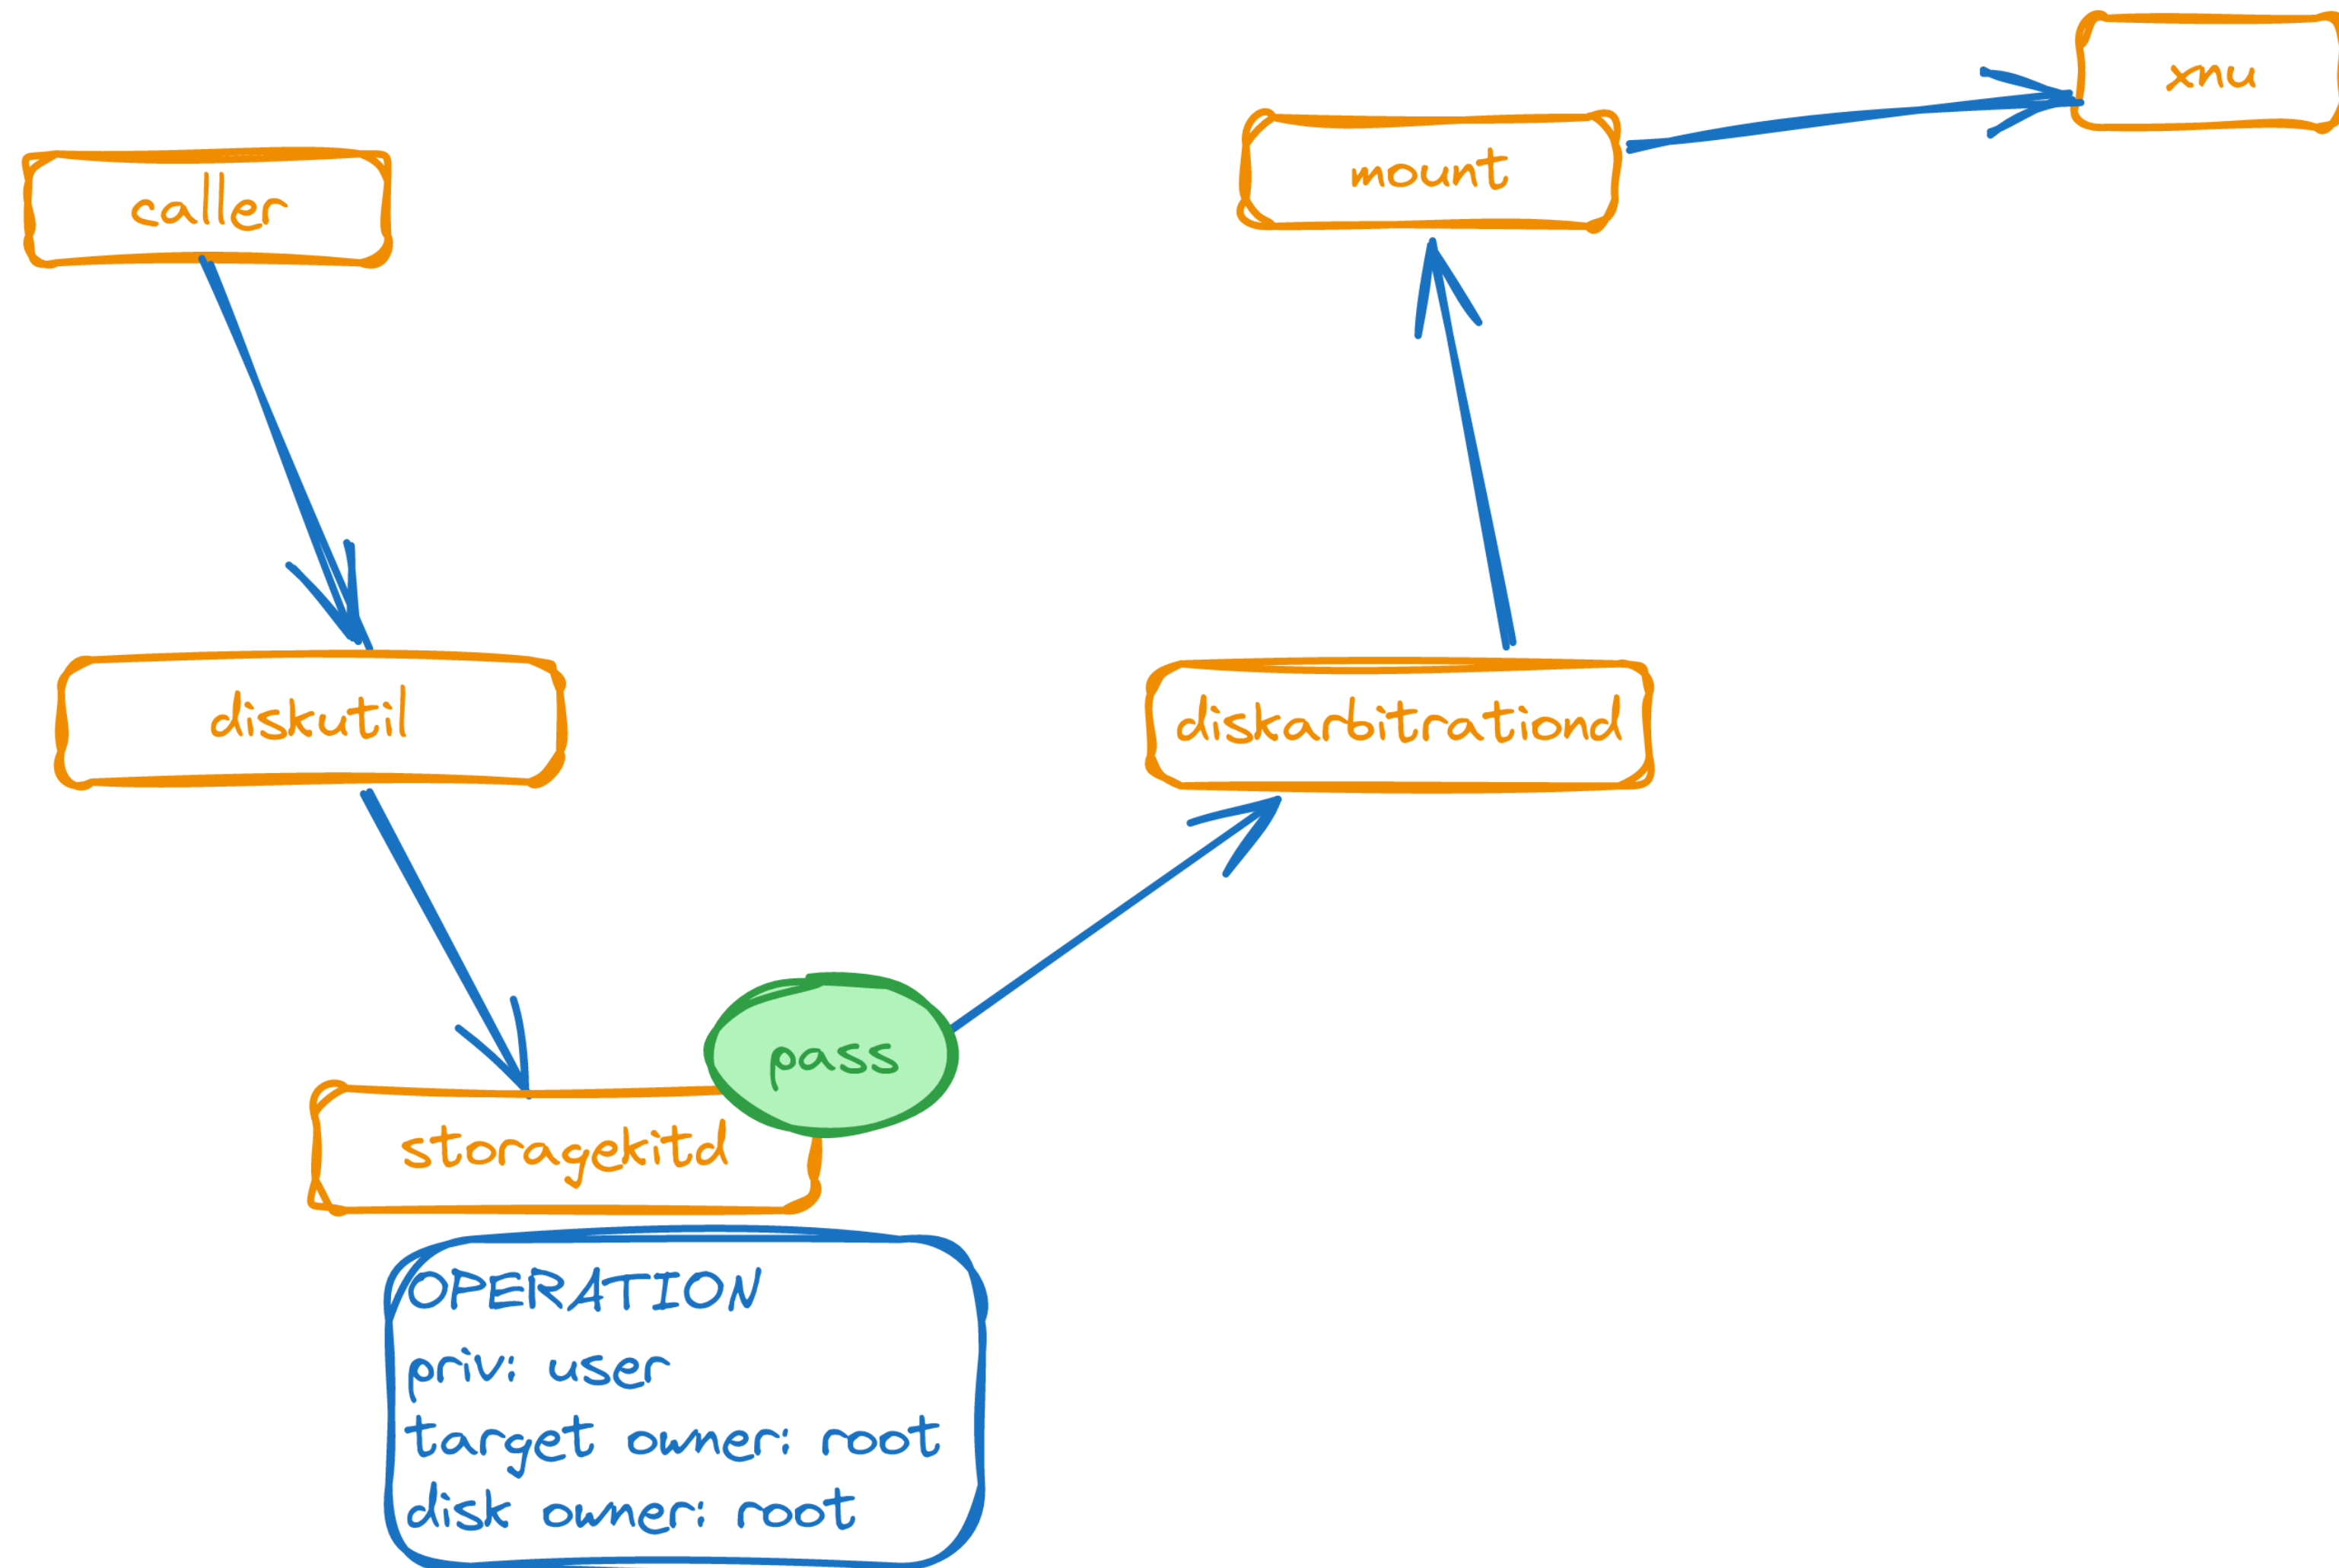 caller
diskutil
storagekitd
pass
OPERATION
priv: user
target owner: root
disk owner: root
diskarbitrationd
mount
xnu